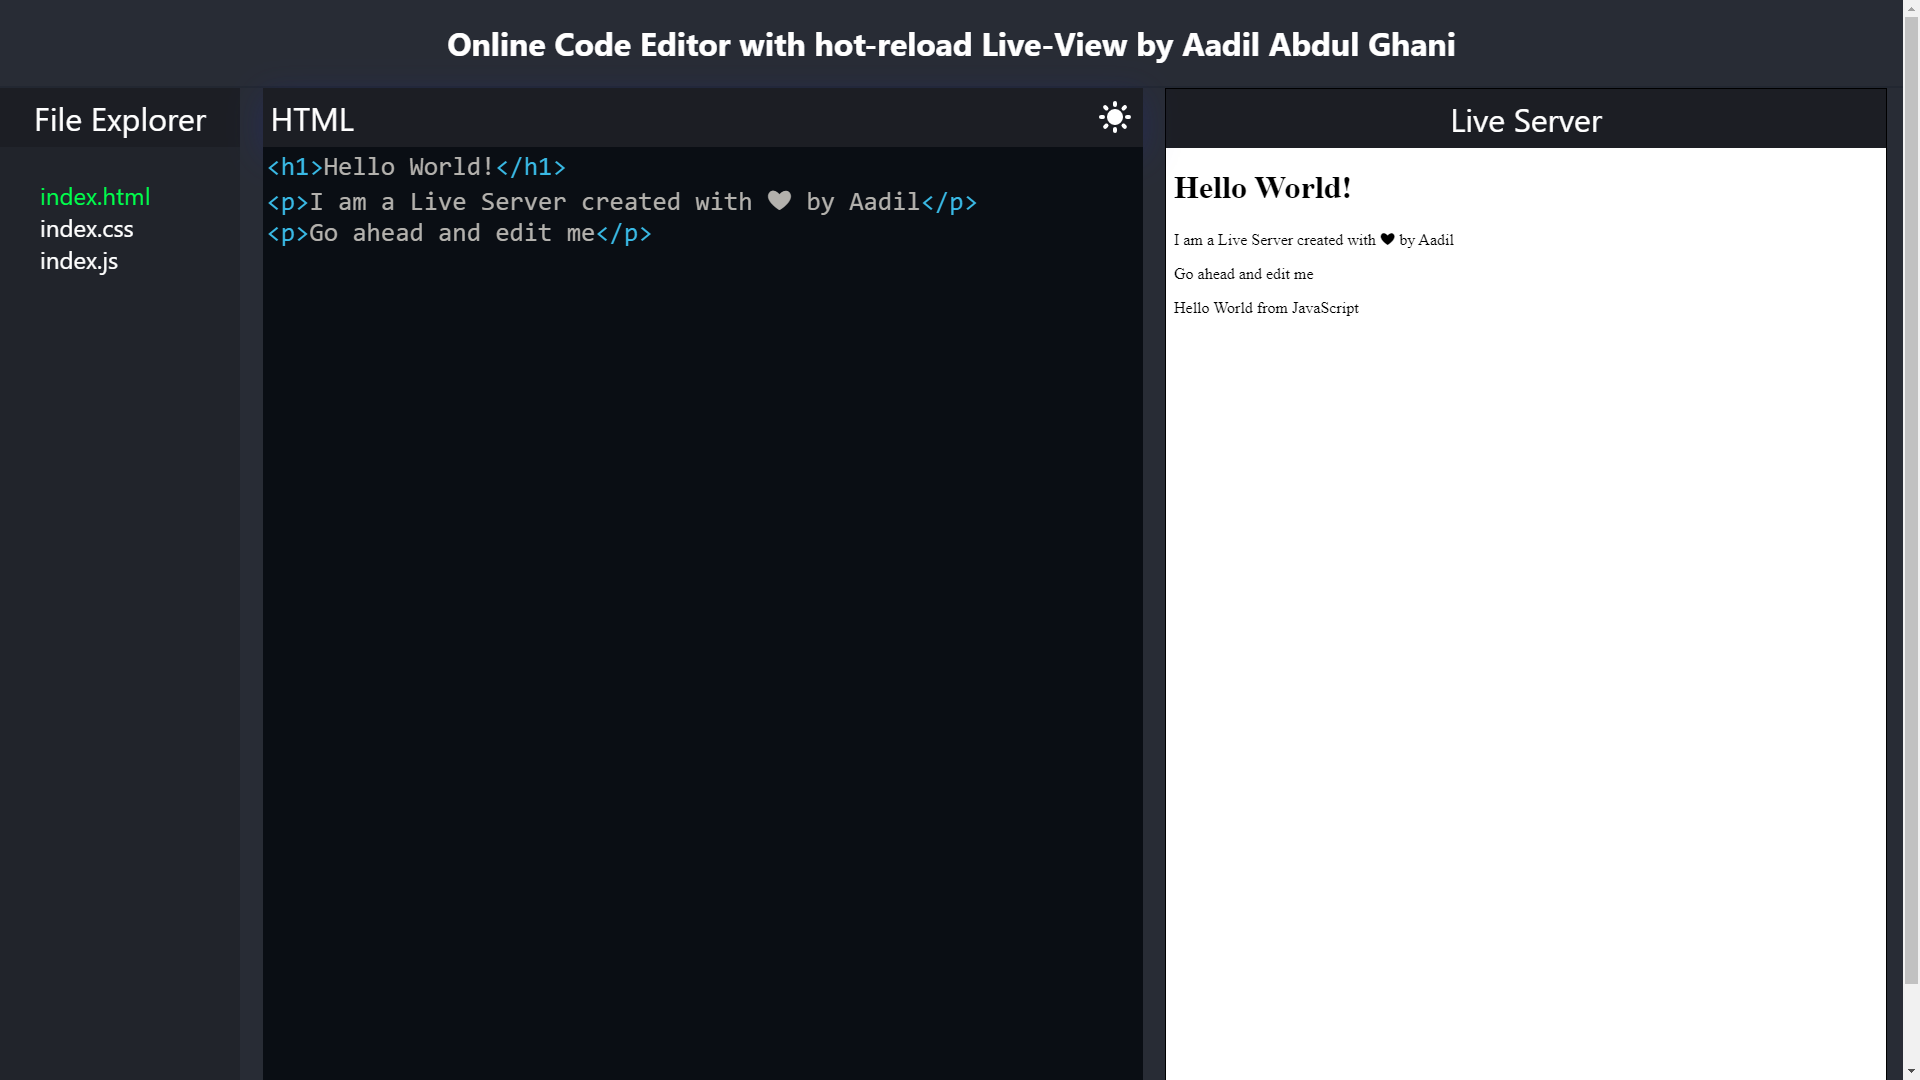 Online Code Editor with hot-reload Live-View by Aadil Abdul Ghani
File Explorer
index.html
index.css
index.js
HTML
<h1>Hello World!</h1>
<p>I am a Live Server created with ❤ by Aadil</p>
<p>Go ahead and edit me</p>
Live Server
Hello World!
I am a Live Server created with ❤ by Aadil
Go ahead and edit me
Hello World from JavaScript